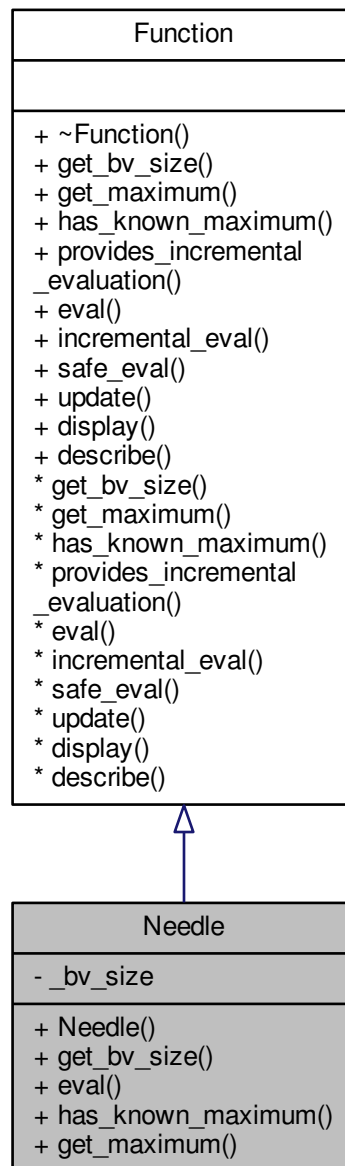 Function
+ ~Function()
+ get_bv_size()
+ get_maximum()
+ has_known_maximum()
+ provides_incremental
_evaluation()
+ eval()
+ incremental_eval()
+ safe_eval()
+ update()
+ display()
+ describe()
* get_bv_size()
* get_maximum()
* has_known_maximum()
* provides_incremental
_evaluation()
* eval()
* incremental_eval()
* safe_eval()
* update()
* display()
* describe()
Needle
- _bv_size
+ Needle()
+ get_bv_size()
+ eval()
+ has_known_maximum()
+ get_maximum()